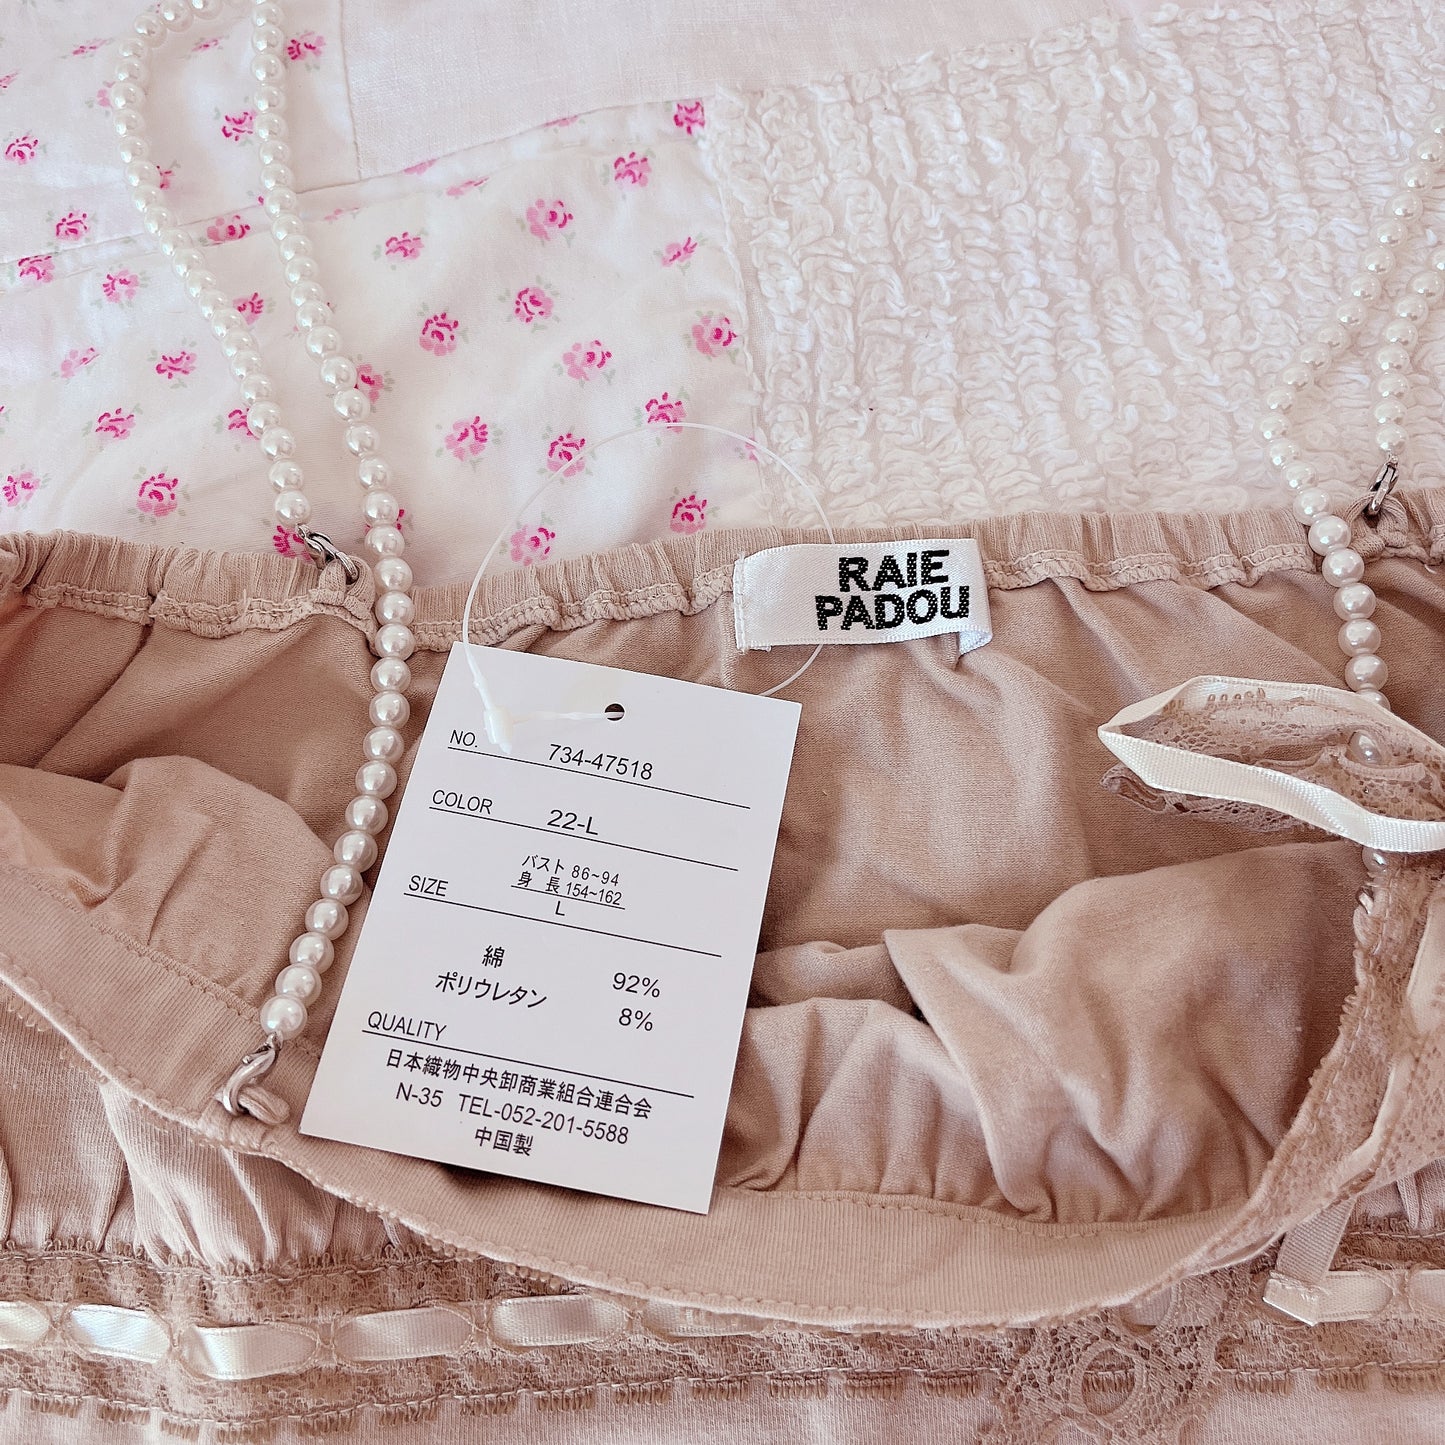 RAIE
PADOU
NO. 734-47518
COLOR 22-L
バスト 86~94
身 長 154~162
SIZE L
綿 92%
ポリウレタン 8%
QUALITY
日本織物中央卸商業組合連合会
N-35 TEL-052-201-5588
中国製